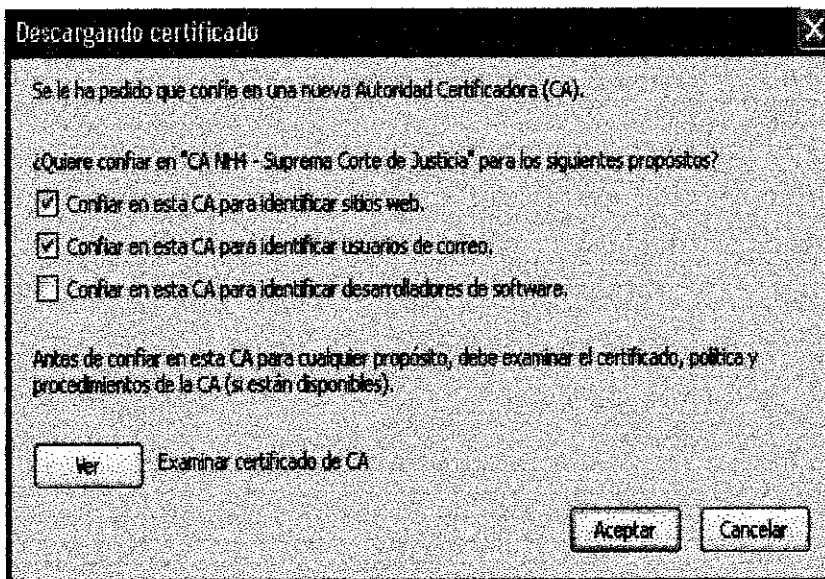 Descargando certificado
Se le ha pedido que confíe en una nueva Autoridad Certificadora (CA).
¿Quiere confiar en "CA NH4 - Suprema Corte de Justicia" para los siguientes propósitos?
Confiar en esta CA para identificar sitios web.
Confiar en esta CA para identificar usuarios de correo.
Confiar en esta CA para identificar desarrolladores de software.
Antes de confiar en esta CA para cualquier propósito, debe examinar el certificado, política y
procedimientos de la CA (si están disponibles).
Ver Examinar certificado de CA
Aceptar Cancelar